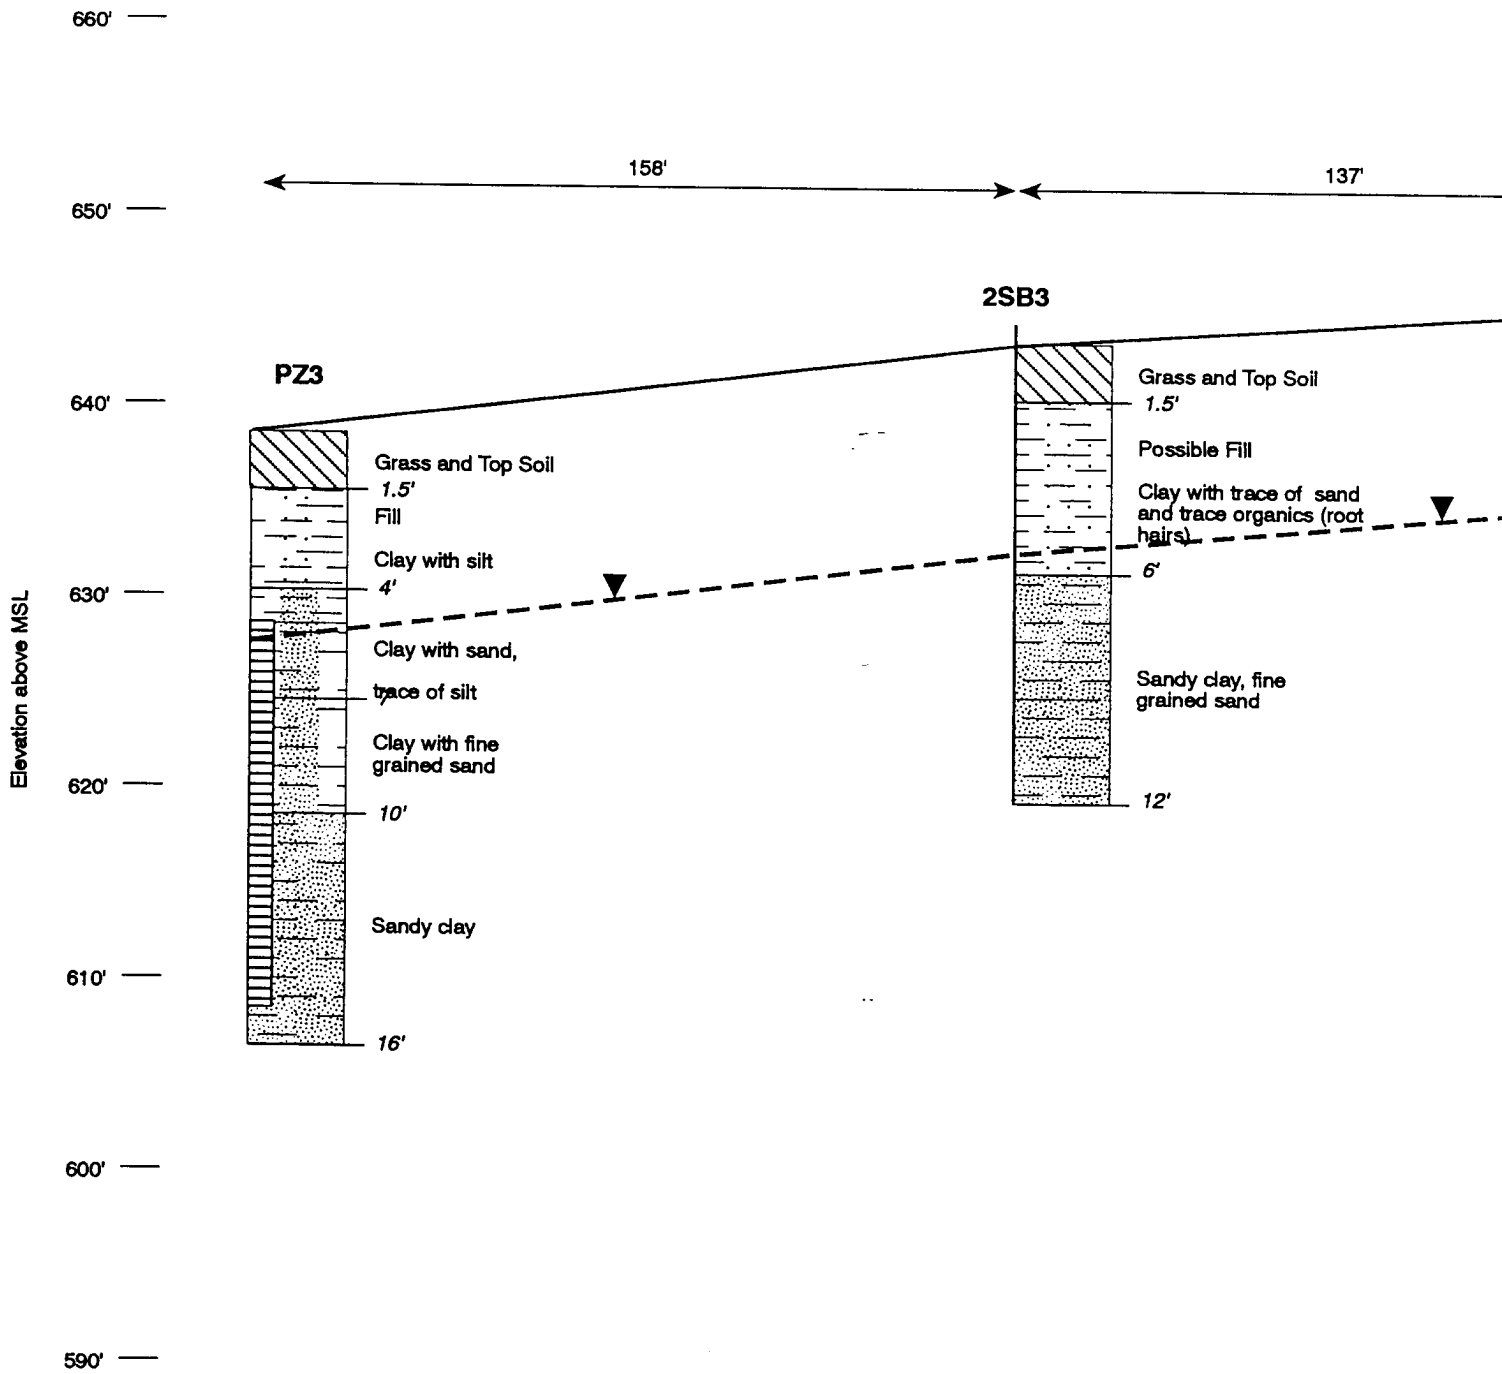 660'
158'
137'
650'
2SB3
PZ3
640'
Grass and Top Soil
1.5'
Possible Fill
Clay with trace of sand
and trace organics (root
hairs)
6'
Sandy clay, fine
grained sand
12'
Grass and Top Soil
1.5'
Fill
Clay with silt
4'
630'
Clay with sand,
trace of silt
7'
Clay with fine
grained sand
620'
10'
Sandy clay
610'
16'
600'
590'
Elevation above MSL